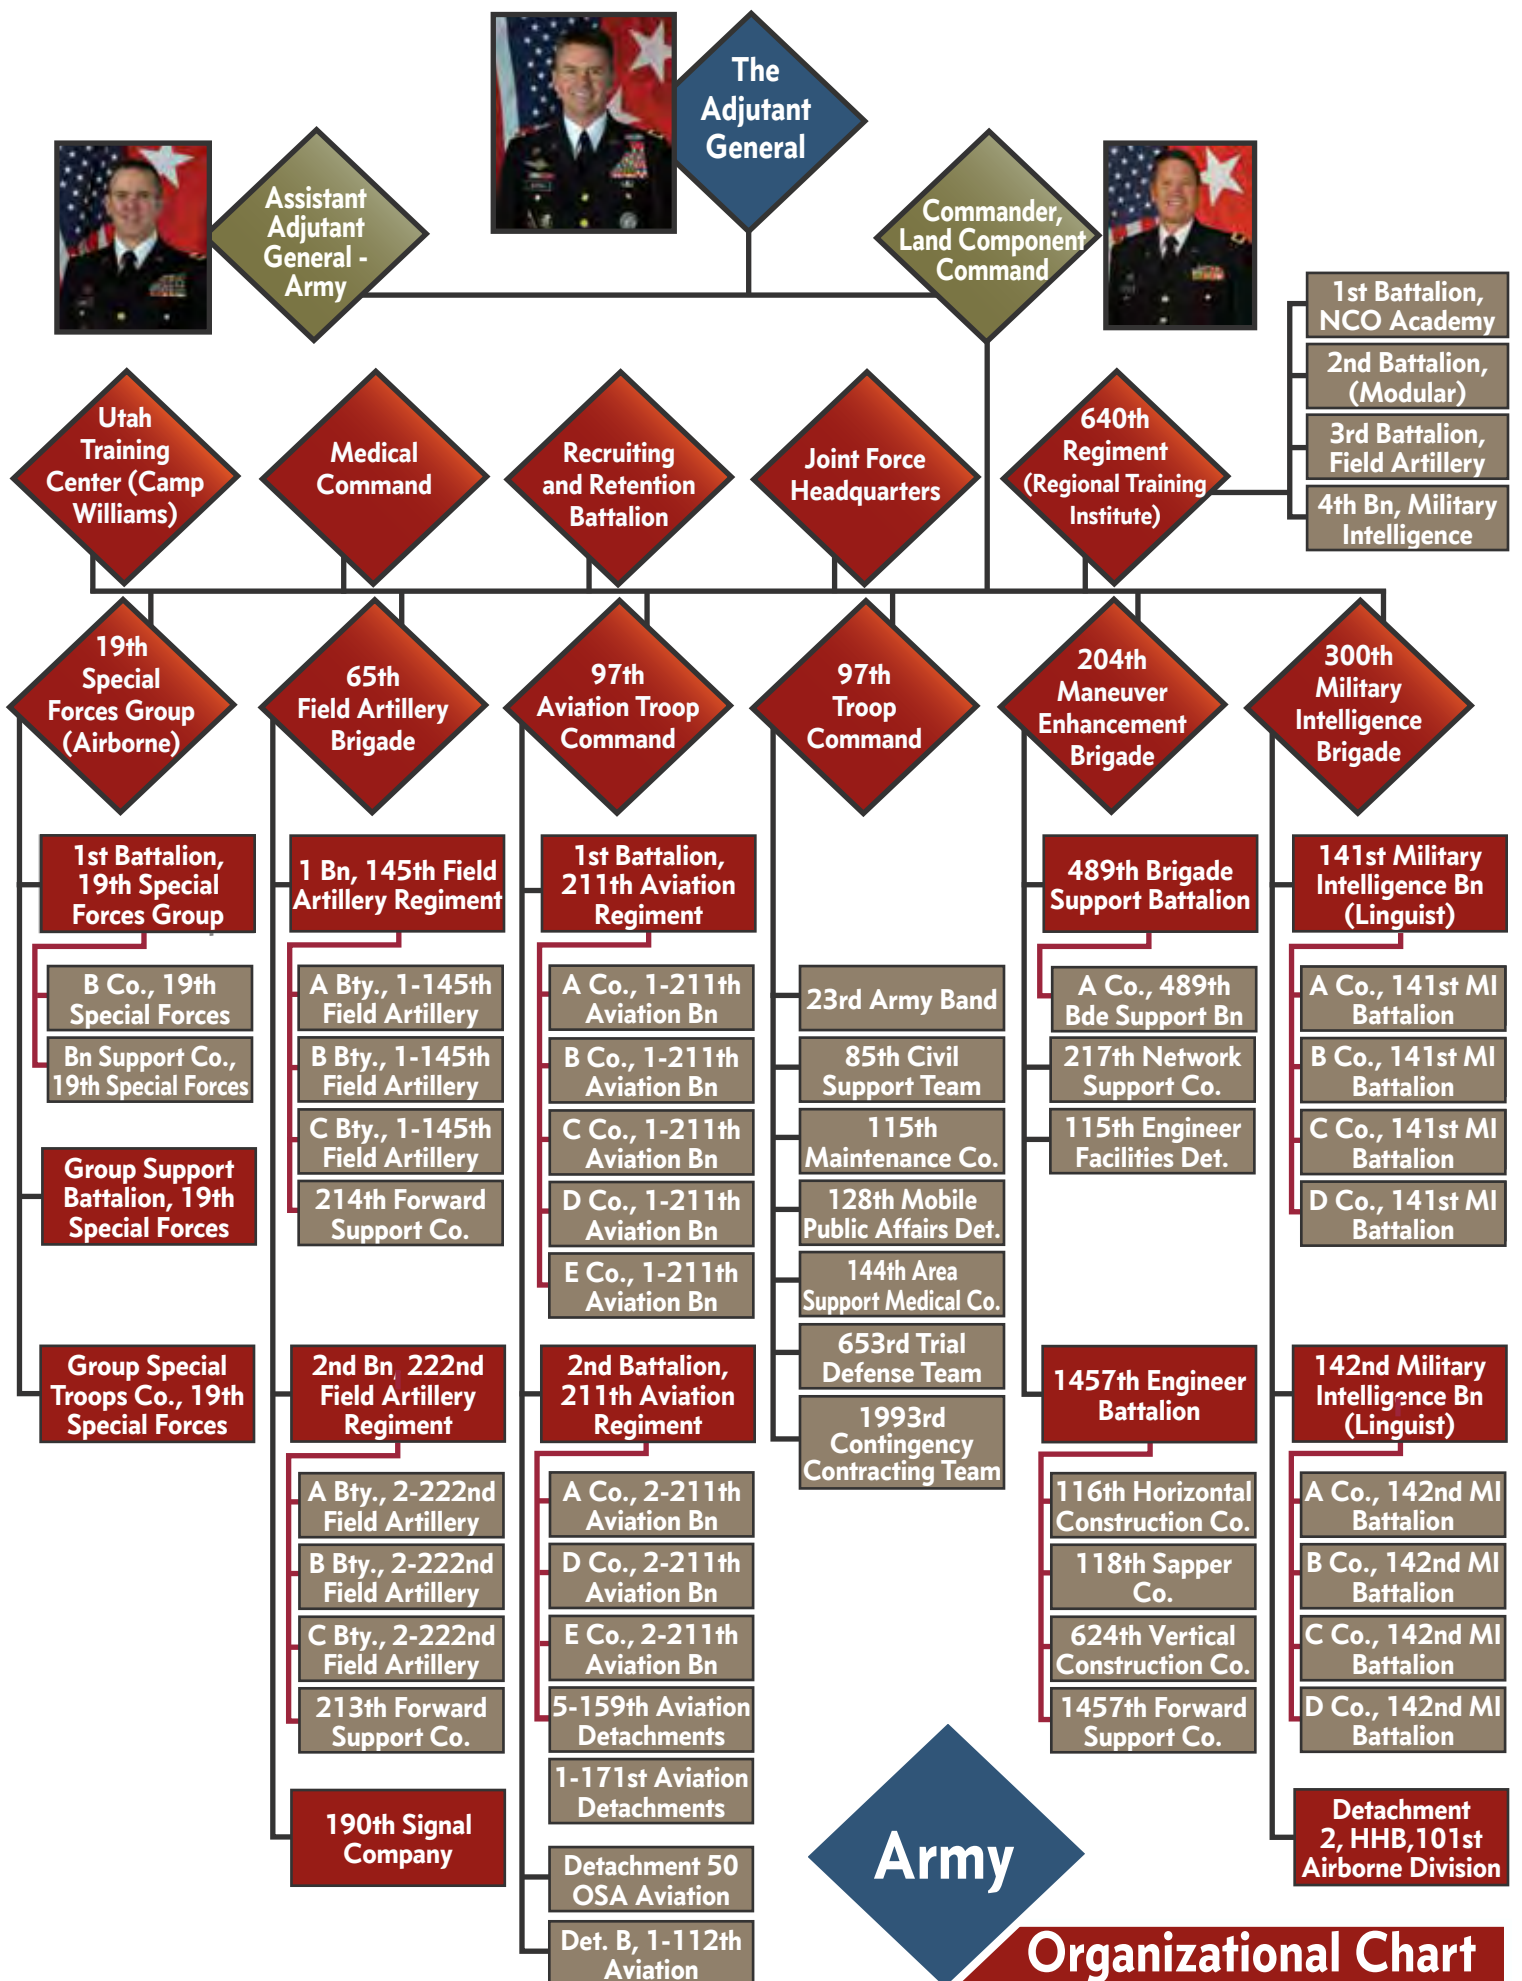 The
Adjutant
General
Assistant
Adjutant
General -
Army
Commander,
Land Component
Command
1st Battalion,
NCO Academy
2nd Battalion,
(Modular)
3rd Battalion,
Field Artillery
4th Bn, Military
Intelligence
Utah
Training
Center (Camp
Williams)
Medical
Command
Recruiting
and Retention
Battalion
Joint Force
Headquarters
640th
Regiment
(Regional Training
Institute)
19th
Special
Forces Group
(Airborne)
65th
Field Artillery
Brigade
97th
Aviation Troop
Command
97th
Troop
Command
204th
Maneuver
Enhancement
Brigade
300th
Military
Intelligence
Brigade
1st Battalion,
19th Special
Forces Group
B Co., 19th
Special Forces
Bn Support Co.,
19th Special Forces
Group Support
Battalion, 19th
Special Forces
Group Special
Troops Co., 19th
Special Forces
1 Bn, 145th Field
Artillery Regiment
A Bty., 1-145th
Field Artillery
B Bty., 1-145th
Field Artillery
C Bty., 1-145th
Field Artillery
214th Forward
Support Co.
2nd Bn, 222nd
Field Artillery
Regiment
A Bty., 2-222nd
Field Artillery
B Bty., 2-222nd
Field Artillery
C Bty., 2-222nd
Field Artillery
213th Forward
Support Co.
190th Signal
Company
1st Battalion,
211th Aviation
Regiment
A Co., 1-211th
Aviation Bn
B Co., 1-211th
Aviation Bn
C Co., 1-211th
Aviation Bn
D Co., 1-211th
Aviation Bn
E Co., 1-211th
Aviation Bn
2nd Battalion,
211th Aviation
Regiment
A Co., 2-211th
Aviation Bn
D Co., 2-211th
Aviation Bn
E Co., 2-211th
Aviation Bn
5-159th Aviation
Detachments
1-171st Aviation
Detachments
Detachment 50
OSA Aviation
Det. B, 1-112th
Aviation
23rd Army Band
85th Civil
Support Team
115th
Maintenance Co.
128th Mobile
Public Affairs Det.
144th Area
Support Medical Co.
653rd Trial
Defense Team
1993rd
Contingency
Contracting Team
489th Brigade
Support Battalion
A Co., 489th
Bde Support Bn
217th Network
Support Co.
115th Engineer
Facilities Det.
1457th Engineer
Battalion
116th Horizontal
Construction Co.
118th Sapper
Co.
624th Vertical
Construction Co.
1457th Forward
Support Co.
141st Military
Intelligence Bn
(Linguist)
A Co., 141st MI
Battalion
B Co., 141st MI
Battalion
C Co., 141st MI
Battalion
D Co., 141st MI
Battalion
142nd Military
Intelligence Bn
(Linguist)
A Co., 142nd MI
Battalion
B Co., 142nd MI
Battalion
C Co., 142nd MI
Battalion
D Co., 142nd MI
Battalion
Detachment
2, HHB,101st
Airborne Division
Army
Organizational Chart